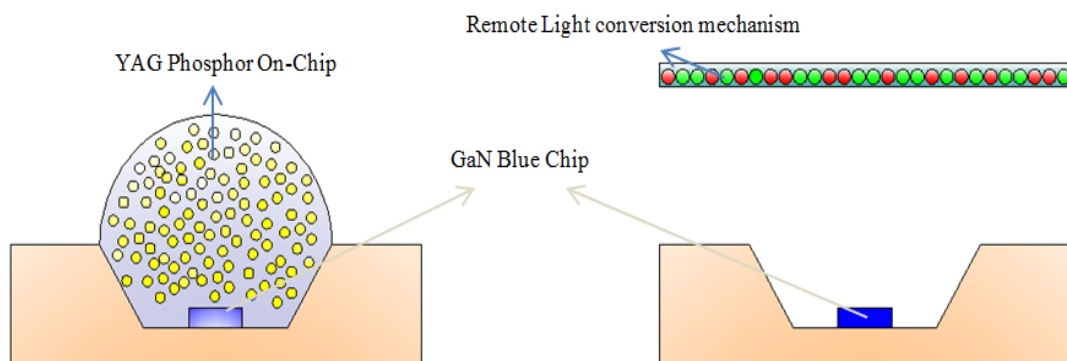 Remote Light conversion mechanism
YAG Phosphor On-Chip
GaN Blue Chip